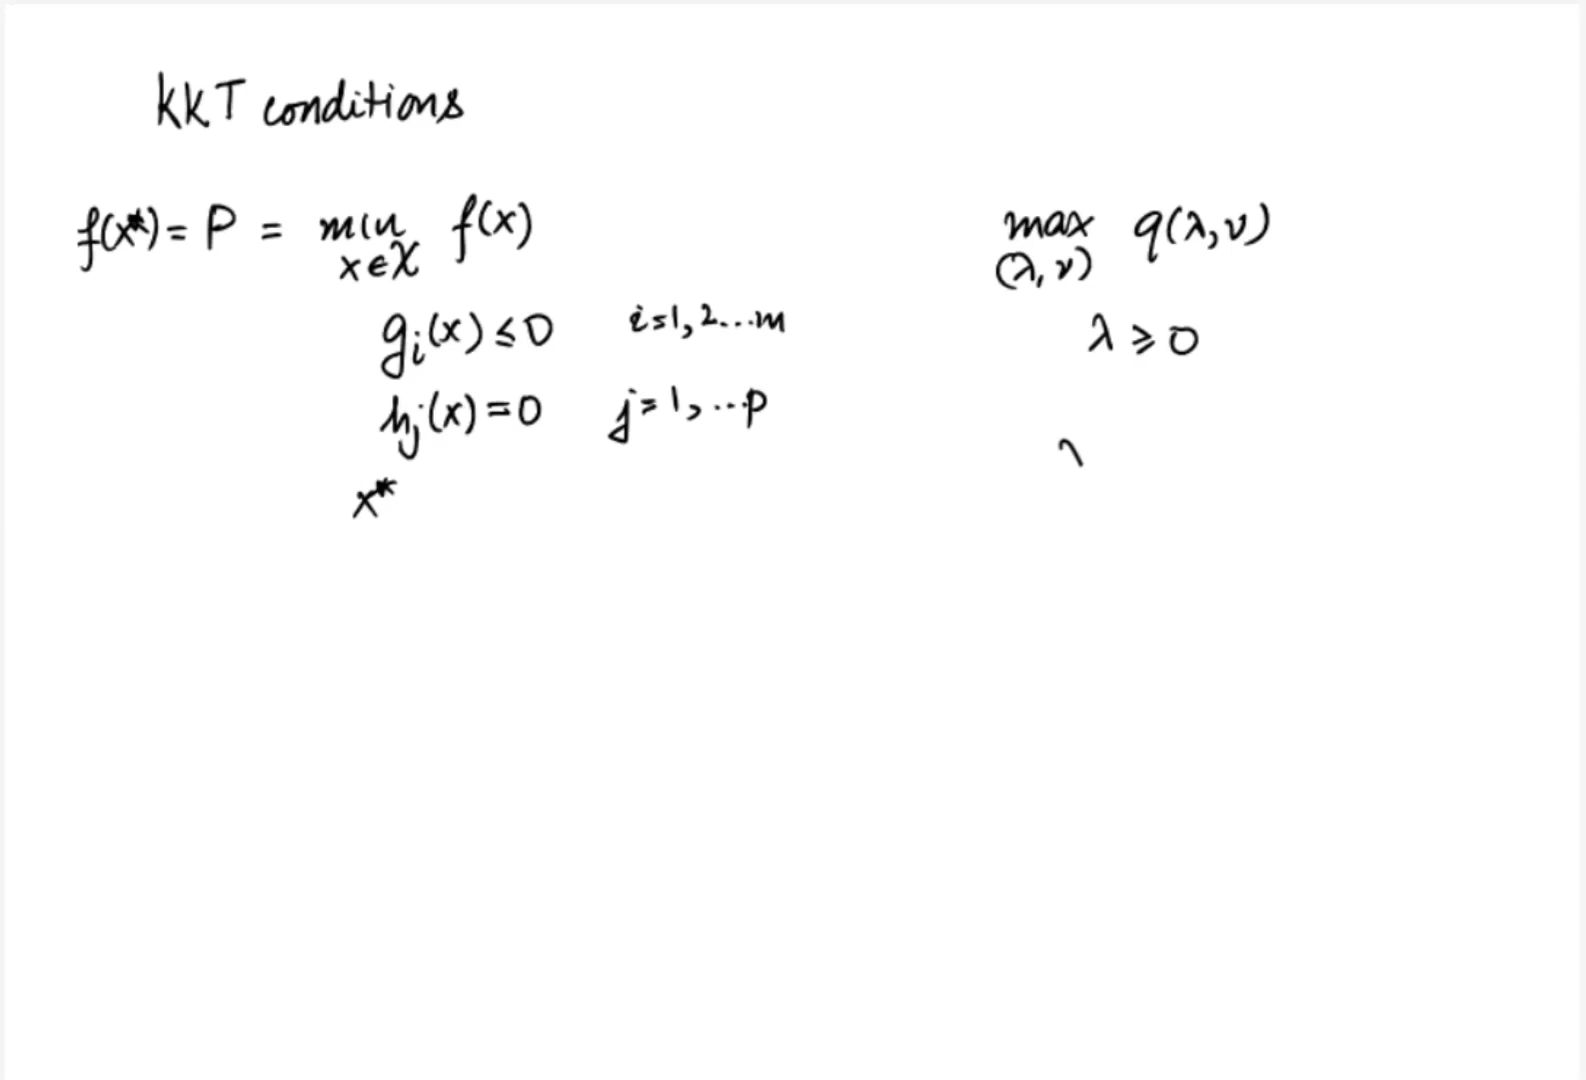 KKT conditions
f(x*) = P = min f(x)
x∈X
g_i(x) ≤ 0 i=1, 2...m
h_j(x) = 0 j=1, ...p
x*
max q(λ, ν)
(λ, ν)
λ ≥ 0